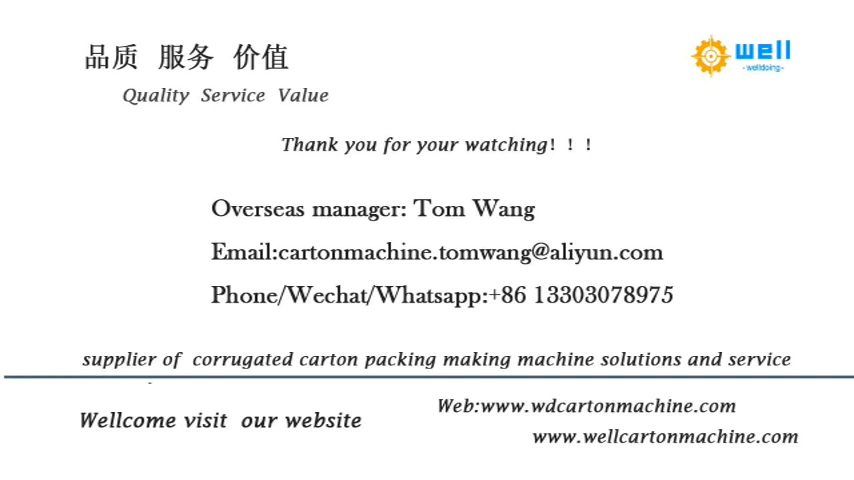 品质 服务 价值
well
-welldoing-
Quality Service Value
Thank you for your watching! ! !
Overseas manager: Tom Wang
Email:cartonmachine.tomwang@aliyun.com
Phone/Wechat/Whatsapp:+86 13303078975
supplier of corrugated carton packing making machine solutions and service
Wellcome visit our website
Web:www.wdcartonmachine.com
www.wellcartonmachine.com